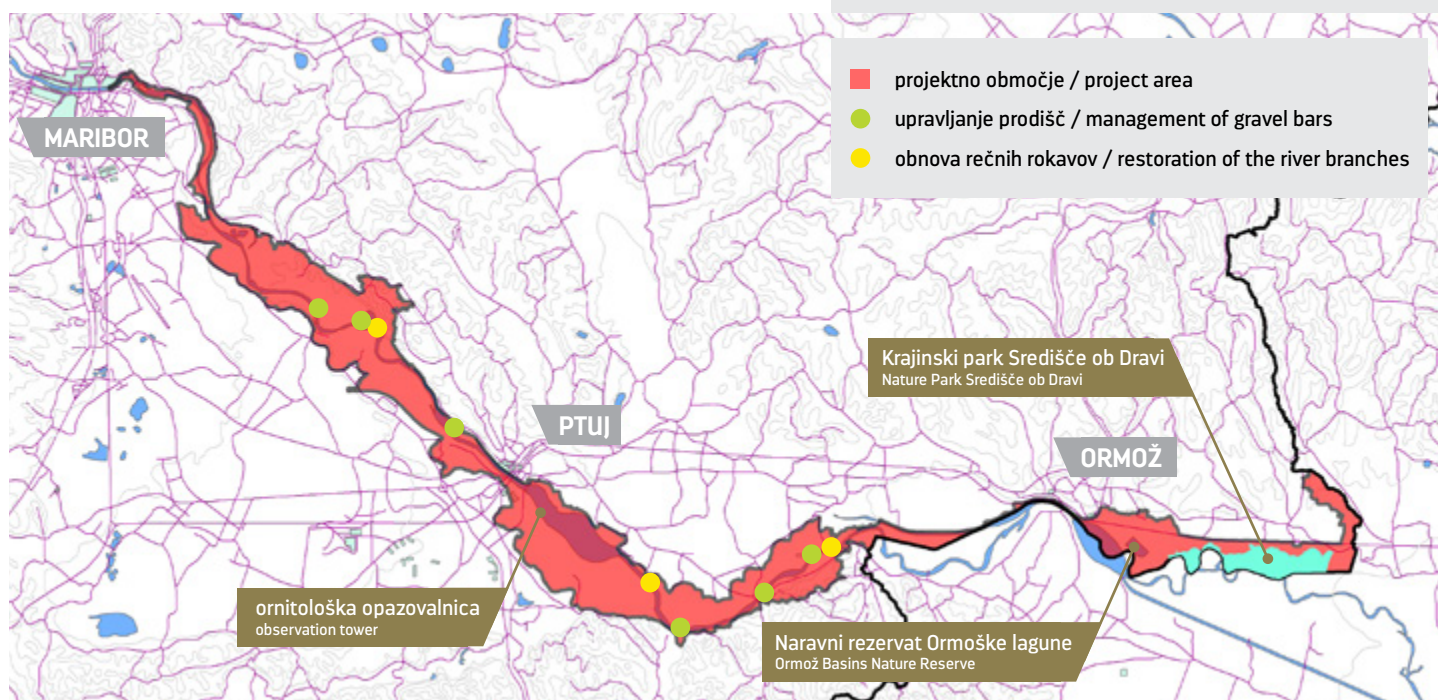 projektno območje / project area
upravljanje prodišč / management of gravel bars
obnova rečnih rokavov / restoration of the river branches
MARIBOR
Krajinski park Središče ob Dravi
Nature Park Središče ob Dravi
PTUJ
ORMOŽ
ornitološka opazovalnica
observation tower
Naravni rezervat Ormoške lagune
Ormož Basins Nature Reserve